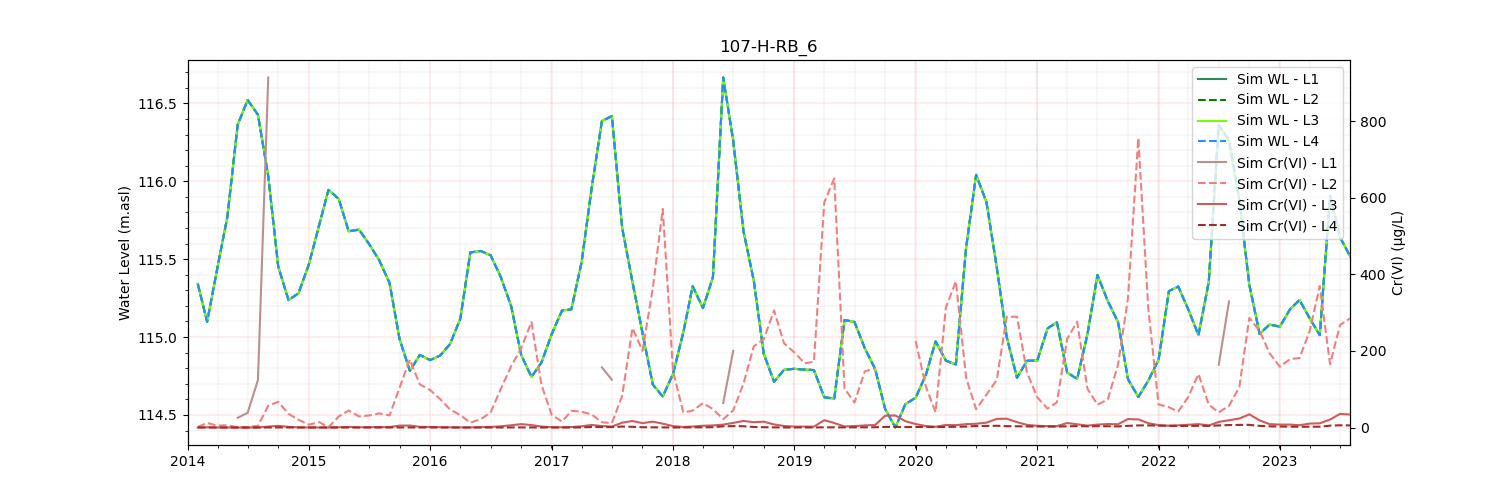 107-H-RB_6
Water Level (m.asl)
116.5
116.0
115.5
115.0
114.5
2014
2015
2016
2017
2018
2019
2020
2021
2022
2023
800
600
400
200
0
Cr(VI) (µg/L)
Sim WL - L1
Sim WL - L2
Sim WL - L3
Sim WL - L4
Sim Cr(VI) - L1
Sim Cr(VI) - L2
Sim Cr(VI) - L3
Sim Cr(VI) - L4